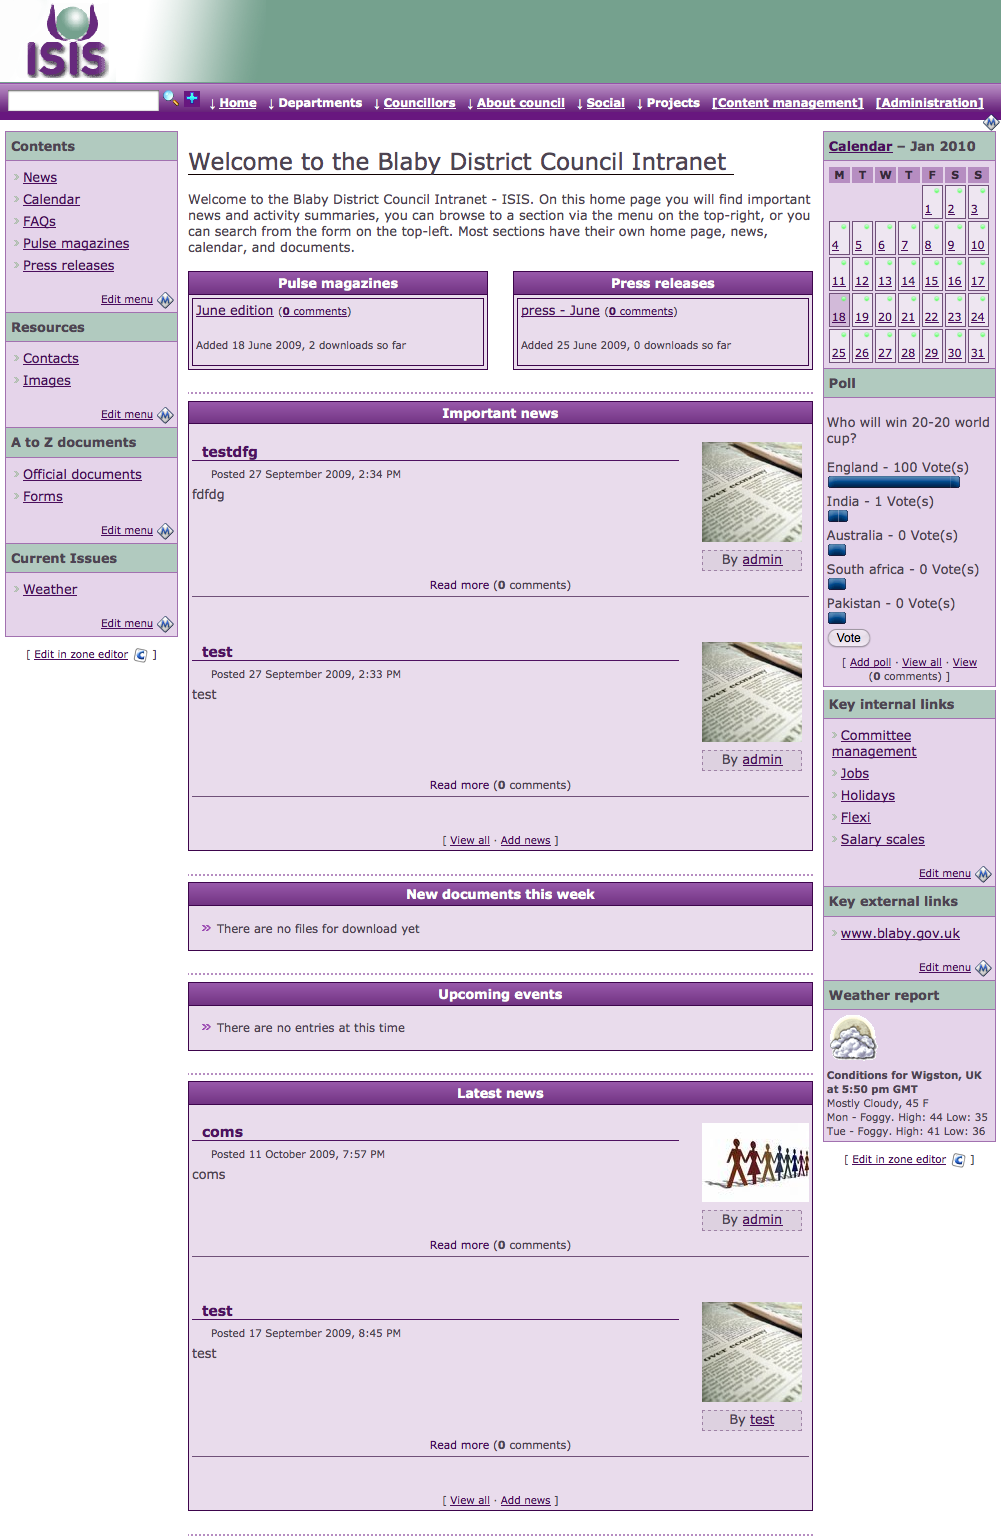 ISIS
↓ Home ↓ Departments ↓ Councillors ↓ About council ↓ Social ↓ Projects [Content management] [Administration]
Contents
› News
› Calendar
› FAQs
› Pulse magazines
› Press releases
Edit menu M
Resources
› Contacts
› Images
Edit menu M
A to Z documents
› Official documents
› Forms
Edit menu M
Current Issues
› Weather
Edit menu M
[ Edit in zone editor C ]
Welcome to the Blaby District Council Intranet
Welcome to the Blaby District Council Intranet - ISIS. On this home page you will find important
news and activity summaries, you can browse to a section via the menu on the top-right, or you
can search from the form on the top-left. Most sections have their own home page, news,
calendar, and documents.
Pulse magazines
June edition (0 comments)
Added 18 June 2009, 2 downloads so far
Press releases
press - June (0 comments)
Added 25 June 2009, 0 downloads so far
Important news
testdfg
Posted 27 September 2009, 2:34 PM
fdfdg
over economy
By admin
Read more (0 comments)
test
Posted 27 September 2009, 2:33 PM
test
over economy
By admin
Read more (0 comments)
[ View all · Add news ]
New documents this week
» There are no files for download yet
Upcoming events
» There are no entries at this time
Latest news
coms
Posted 11 October 2009, 7:57 PM
coms
By admin
Read more (0 comments)
test
Posted 17 September 2009, 8:45 PM
test
over economy
By test
Read more (0 comments)
[ View all · Add news ]
M
Calendar – Jan 2010
M T W T F S S
1 2 3
4 5 6 7 8 9 10
11 12 13 14 15 16 17
18 19 20 21 22 23 24
25 26 27 28 29 30 31
Poll
Who will win 20-20 world
cup?
England - 100 Vote(s)
India - 1 Vote(s)
Australia - 0 Vote(s)
South africa - 0 Vote(s)
Pakistan - 0 Vote(s)
Vote
[ Add poll · View all · View
(0 comments) ]
Key internal links
› Committee
management
› Jobs
› Holidays
› Flexi
› Salary scales
Edit menu M
Key external links
› www.blaby.gov.uk
Edit menu M
Weather report
Conditions for Wigston, UK
at 5:50 pm GMT
Mostly Cloudy, 45 F
Mon - Foggy. High: 44 Low: 35
Tue - Foggy. High: 41 Low: 36
[ Edit in zone editor C ]